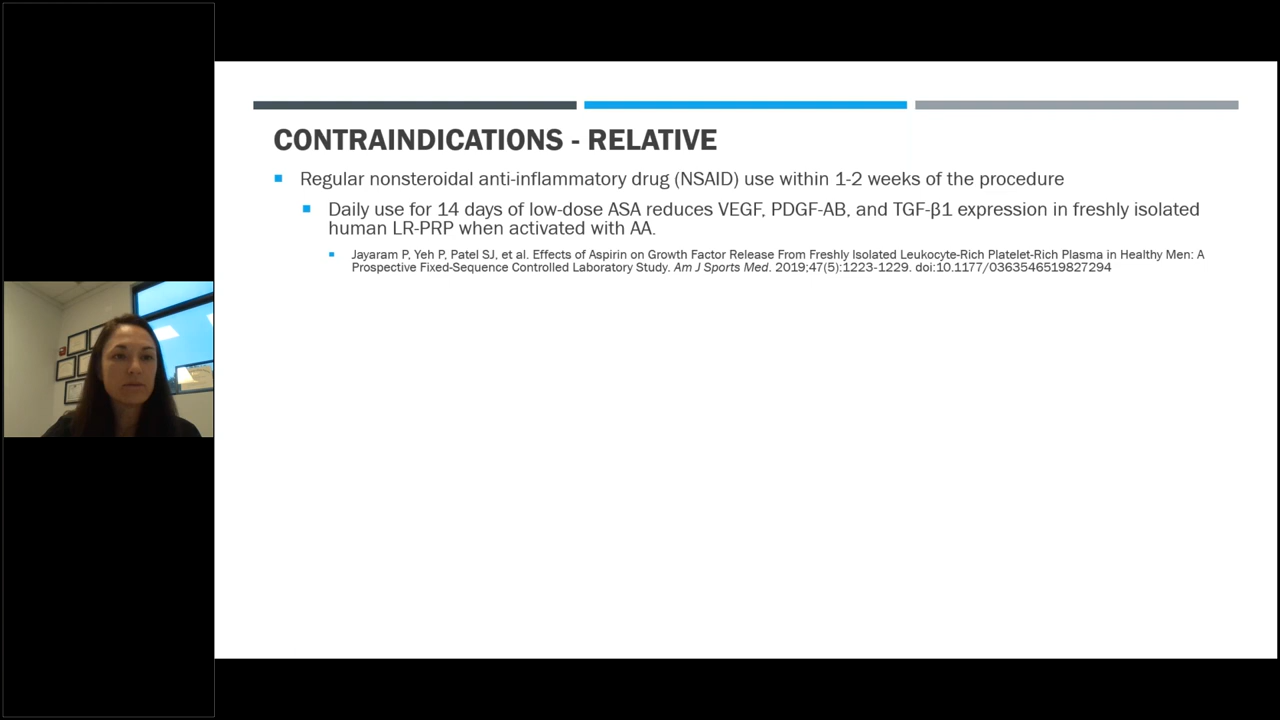 CONTRAINDICATIONS - RELATIVE
Regular nonsteroidal anti-inflammatory drug (NSAID) use within 1-2 weeks of the procedure
Daily use for 14 days of low-dose ASA reduces VEGF, PDGF-AB, and TGF-β1 expression in freshly isolated
human LR-PRP when activated with AA.
Jayaram P, Yeh P, Patel SJ, et al. Effects of Aspirin on Growth Factor Release From Freshly Isolated Leukocyte-Rich Platelet-Rich Plasma in Healthy Men: A
Prospective Fixed-Sequence Controlled Laboratory Study. Am J Sports Med. 2019;47(5):1223-1229. doi:10.1177/0363546519827294